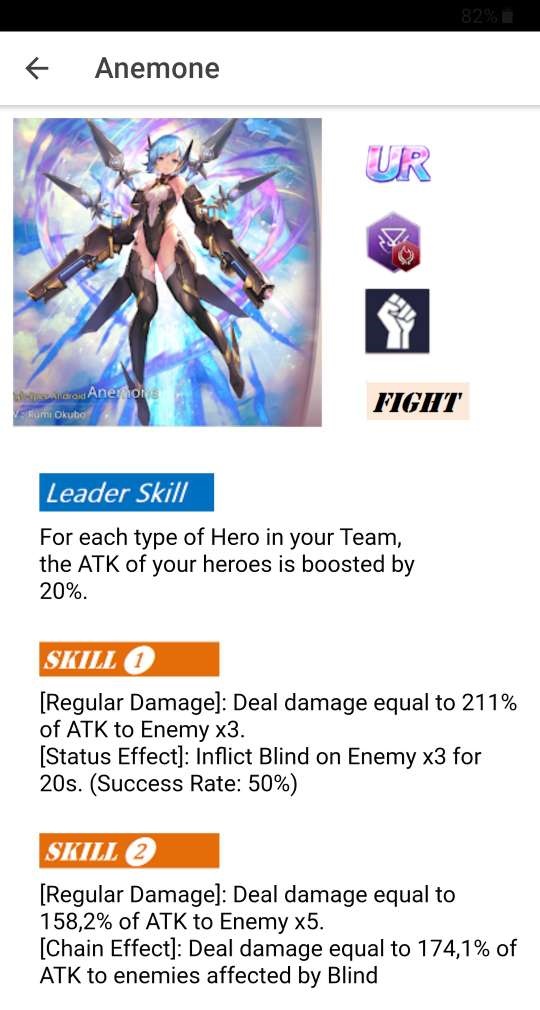 82%
Anemone
UR
Android Anemone
Rumi Okubo
FIGHT
Leader Skill
For each type of Hero in your Team,
the ATK of your heroes is boosted by
20%.
SKILL 1
[Regular Damage]: Deal damage equal to 211%
of ATK to Enemy x3.
[Status Effect]: Inflict Blind on Enemy x3 for
20s. (Success Rate: 50%)
SKILL 2
[Regular Damage]: Deal damage equal to
158,2% of ATK to Enemy x5.
[Chain Effect]: Deal damage equal to 174,1% of
ATK to enemies affected by Blind